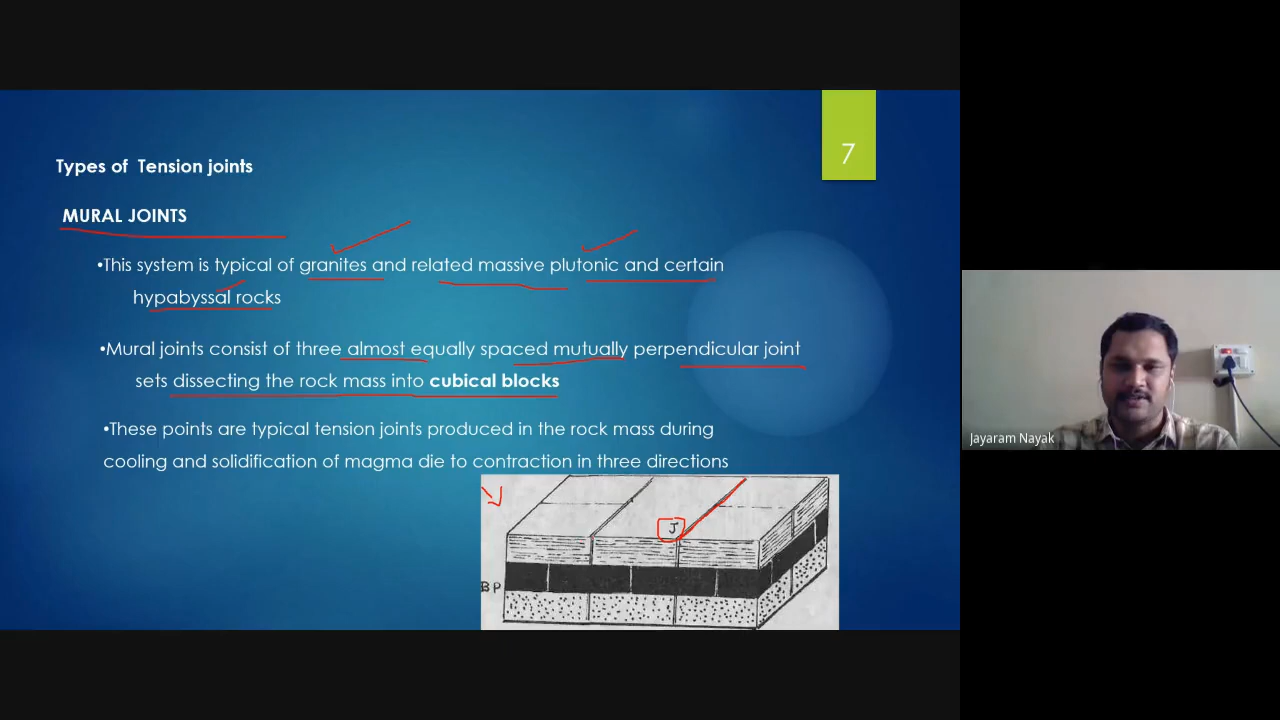 7
Types of Tension joints
MURAL JOINTS
•This system is typical of granites and related massive plutonic and certain
hypabyssal rocks
•Mural joints consist of three almost equally spaced mutually perpendicular joint
sets dissecting the rock mass into cubical blocks
•These points are typical tension joints produced in the rock mass during
cooling and solidification of magma die to contraction in three directions
J
BP
Jayaram Nayak